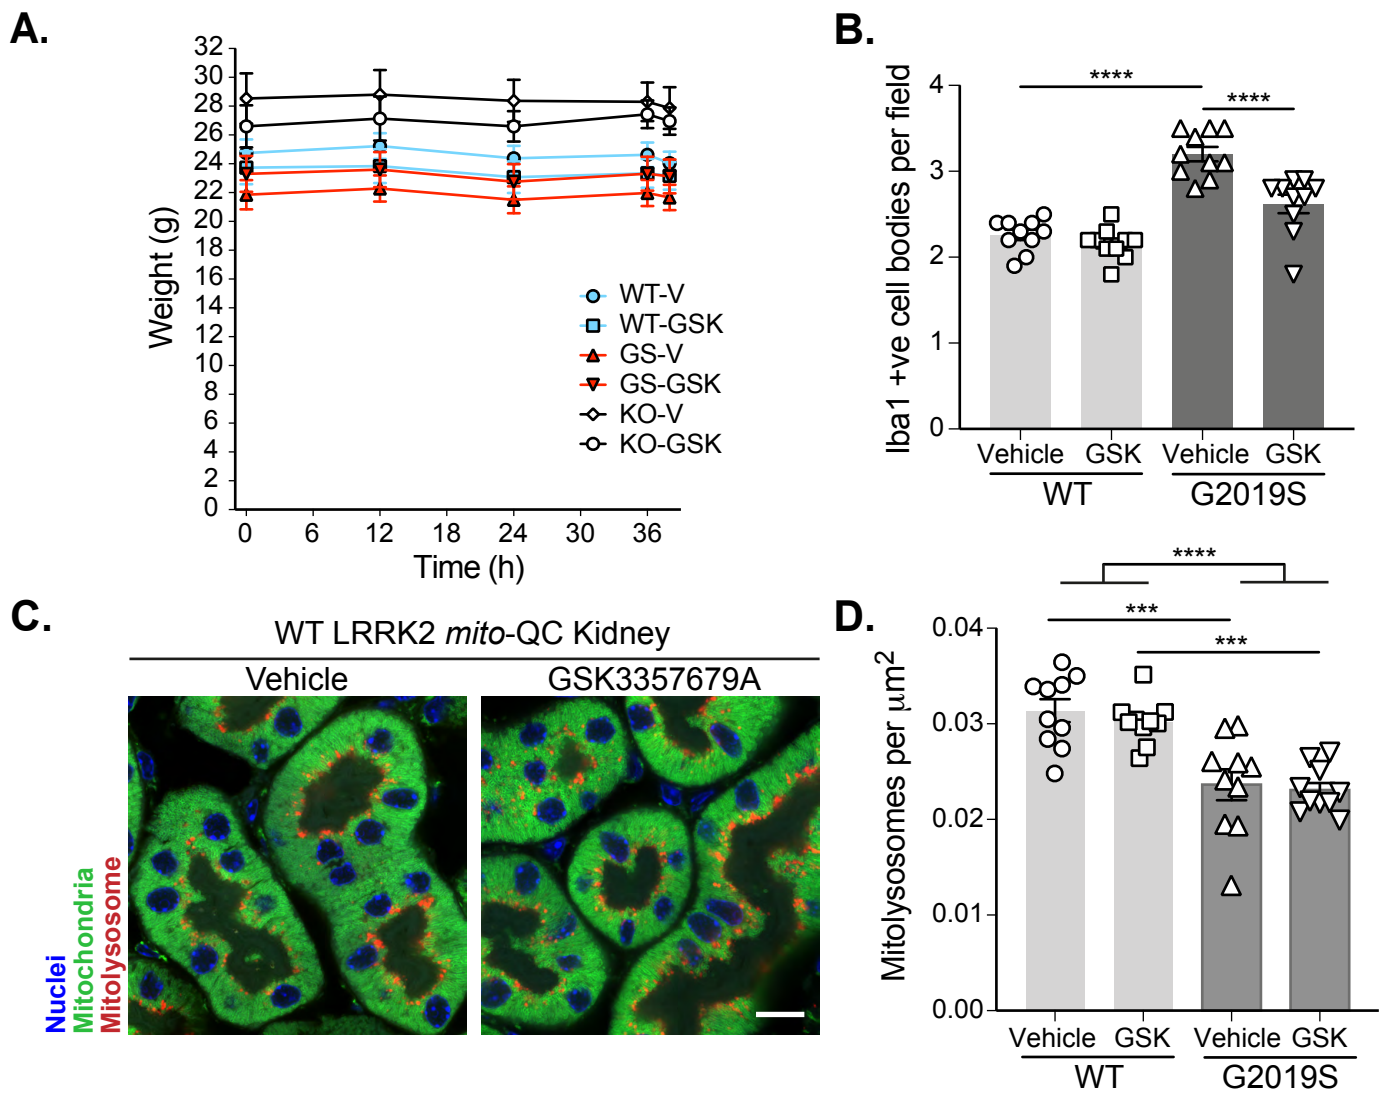 A.
32
30
28
26
24
22
20
18
16
14
12
10
8
6
4
2
0
Weight (g)
0 6 12 18 24 30 36
Time (h)
WT-V
WT-GSK
GS-V
GS-GSK
KO-V
KO-GSK
B.
4
3
2
1
0
Iba1 +ve cell bodies per field
****
****
Vehicle GSK Vehicle GSK
WT G2019S
C.
WT LRRK2 mito-QC Kidney
Vehicle GSK3357679A
Nuclei
Mitochondria
Mitolysosome
D.
****
***
***
0.04
0.03
0.02
0.01
0.00
Mitolysosomes per µm²
Vehicle GSK Vehicle GSK
WT G2019S